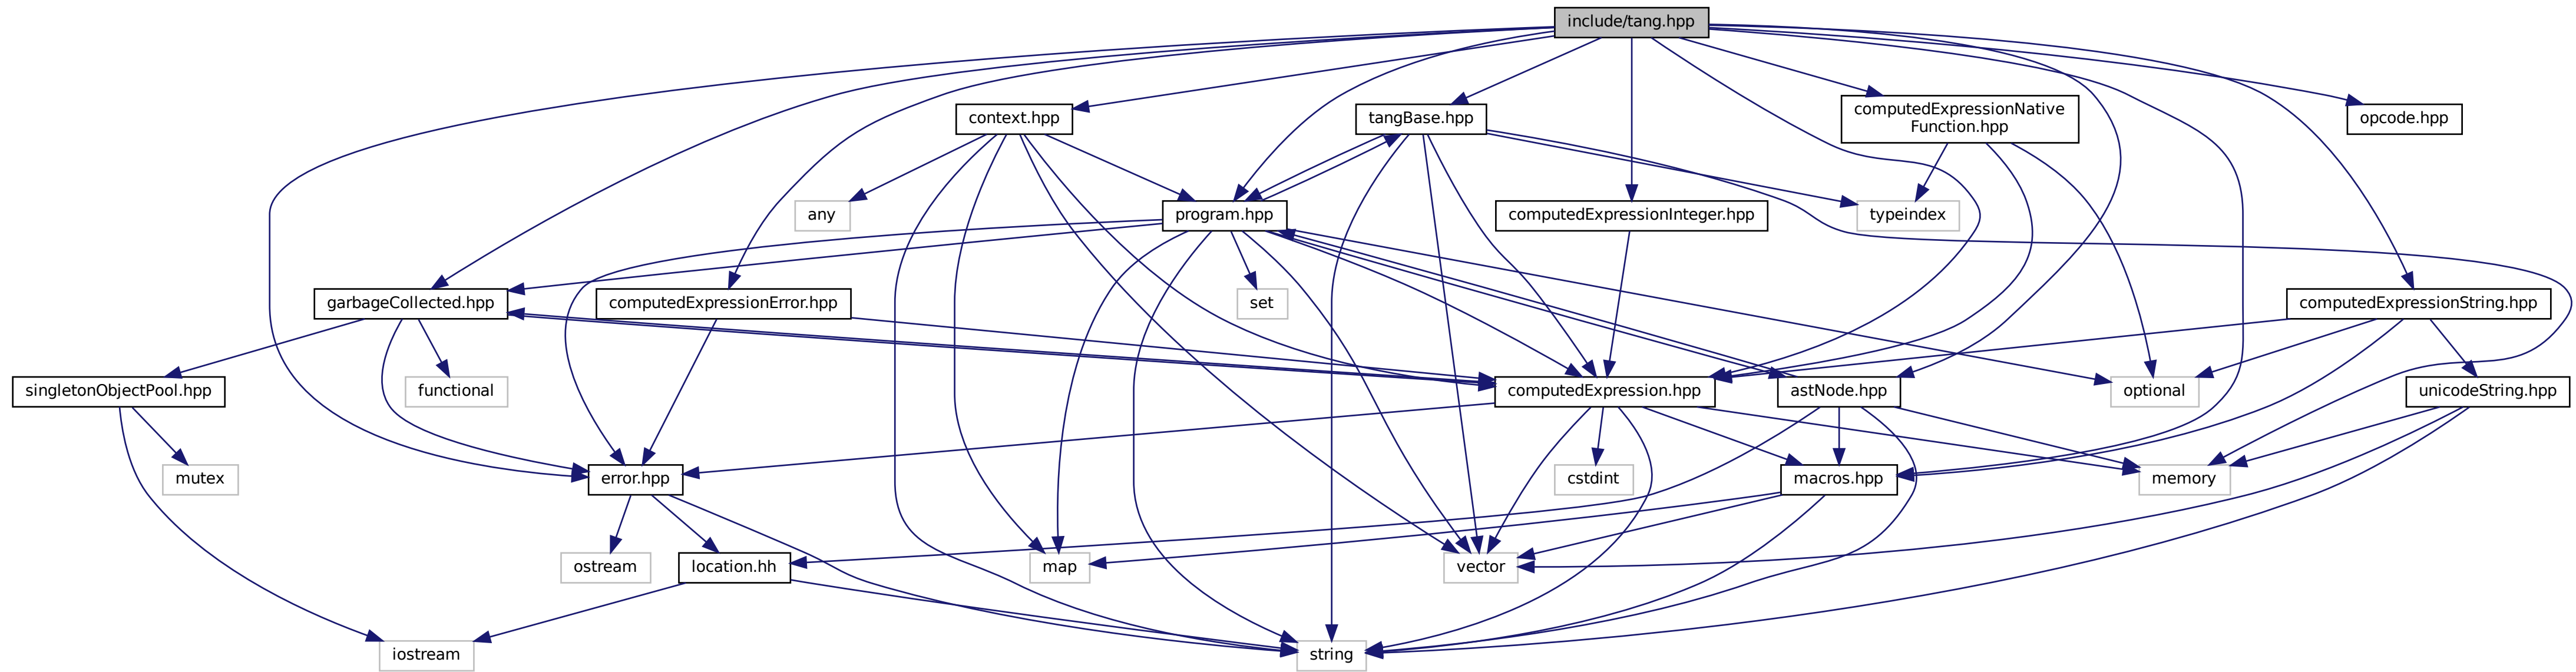 include/tang.hpp
context.hpp
tangBase.hpp
computedExpressionNative
Function.hpp
opcode.hpp
any
program.hpp
computedExpressionInteger.hpp
typeindex
garbageCollected.hpp
computedExpressionError.hpp
set
computedExpressionString.hpp
singletonObjectPool.hpp
functional
computedExpression.hpp
astNode.hpp
optional
unicodeString.hpp
mutex
error.hpp
cstdint
macros.hpp
memory
ostream
location.hh
map
vector
iostream
string